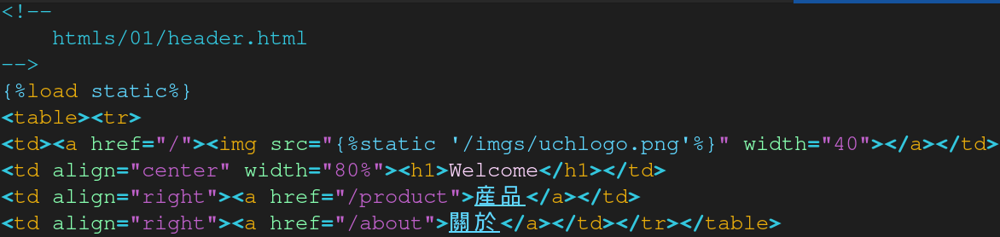 <!--
    htmls/01/header.html
-->
{%load static%}
<table><tr>
<td><a href="/"><img src="{%static '/imgs/uchlogo.png'%}" width="40"></a></td>
<td align="center" width="80%"><h1>Welcome</h1></td>
<td align="right"><a href="/product">產品</a></td>
<td align="right"><a href="/about">關於</a></td></tr></table>